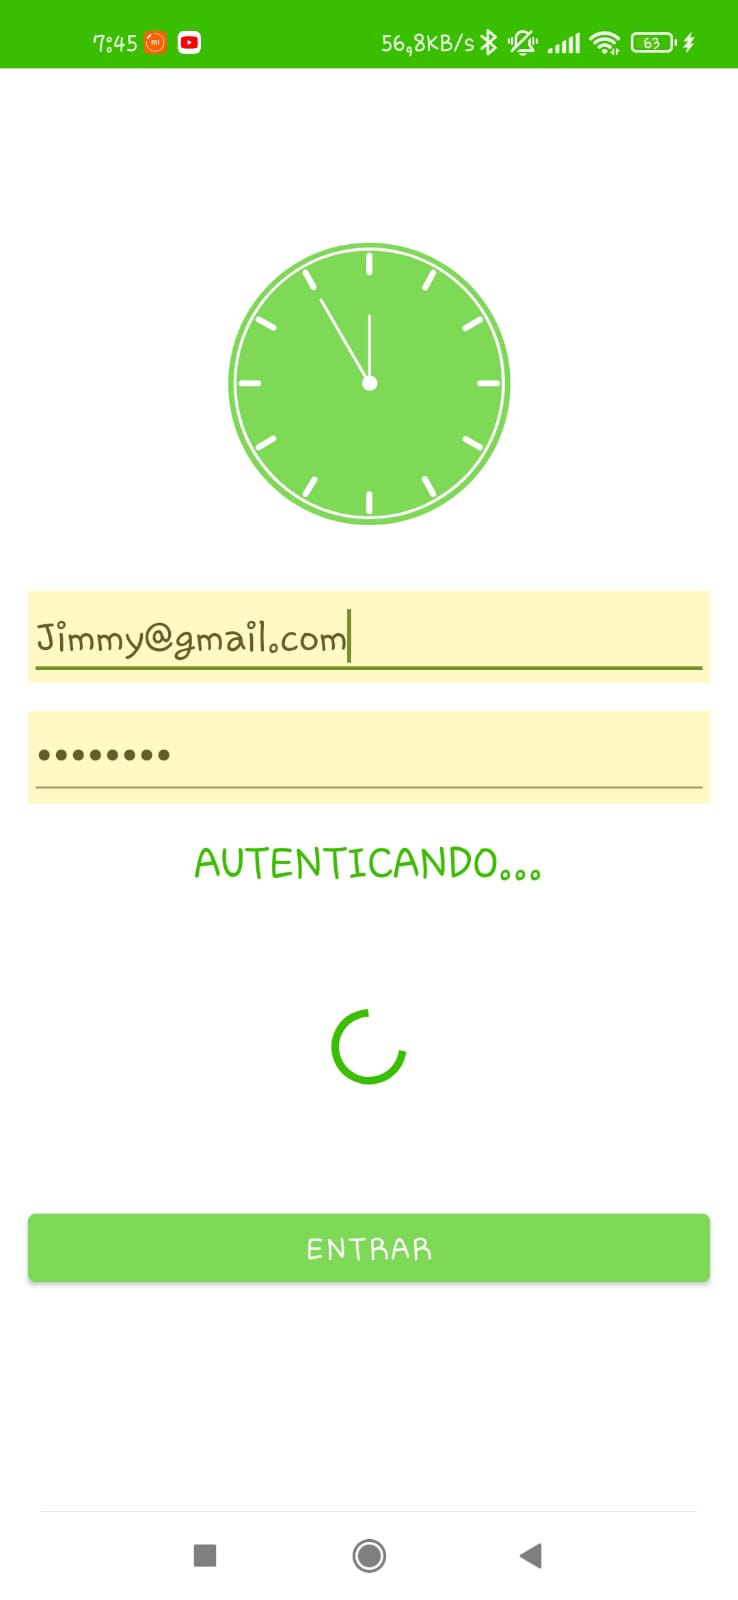 7:45 56,8KB/s 63
Jimmy@gmail.com
••••••••
AUTENTICANDO...
ENTRAR